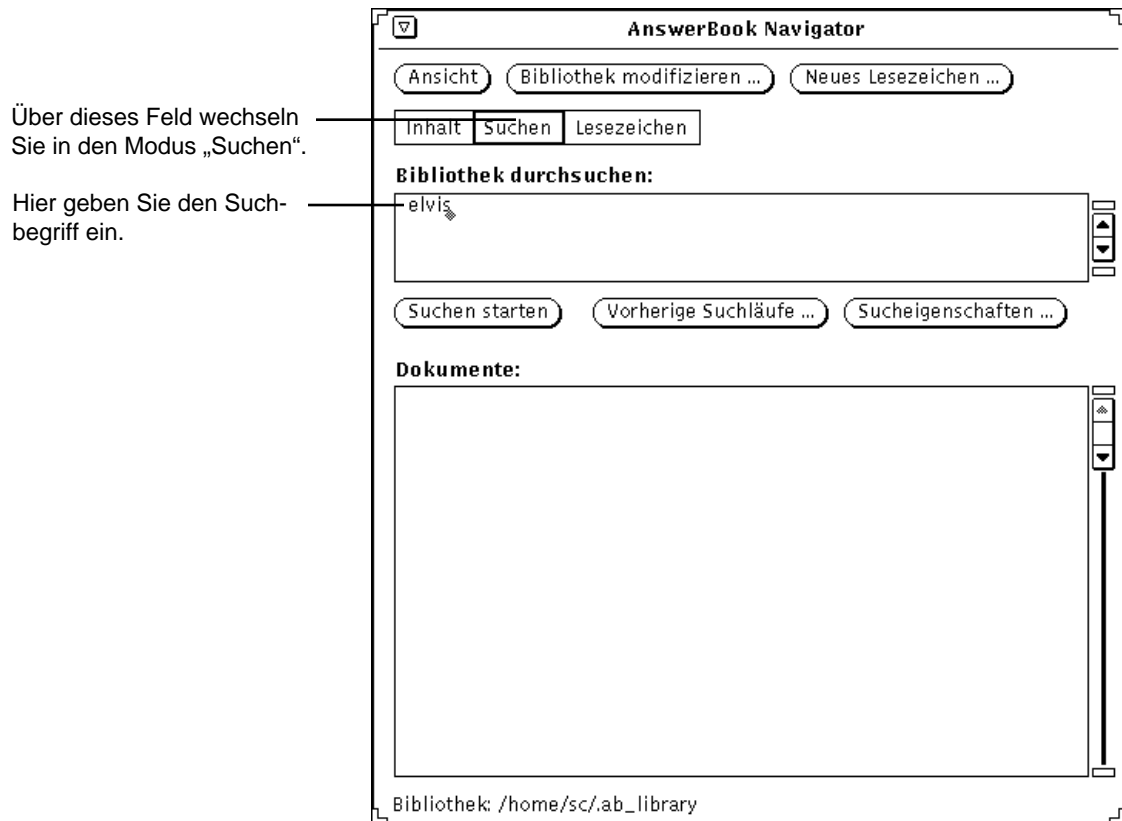 AnswerBook Navigator
Ansicht Bibliothek modifizieren ... Neues Lesezeichen ...
Über dieses Feld wechseln
Sie in den Modus „Suchen“.
Inhalt Suchen Lesezeichen
Bibliothek durchsuchen:
Hier geben Sie den Such-
begriff ein.
elvis
Suchen starten Vorherige Suchläufe ... Sucheigenschaften ...
Dokumente:
Bibliothek: /home/sc/.ab_library